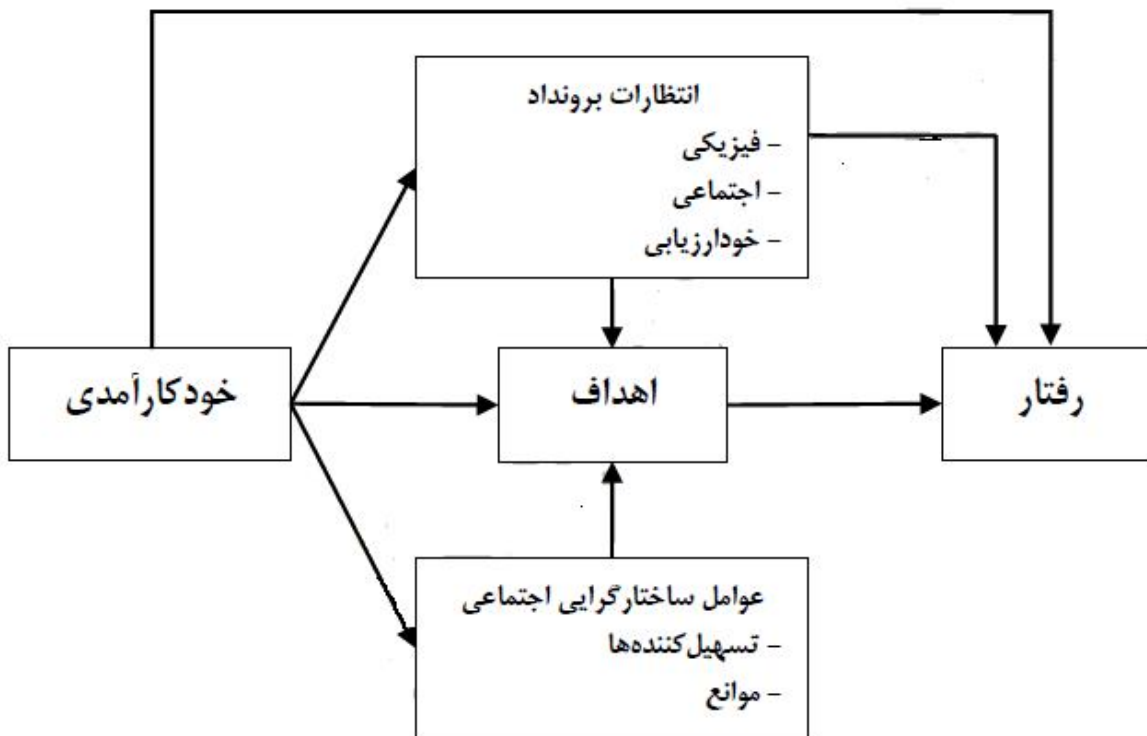 انتظارات برونداد
- فیزیکی
- اجتماعی
- خودارزیابی
خودکارآمدی
اهداف
رفتار
عوامل ساختارگرایی اجتماعی
- تسهیل‌کننده‌ها
- موانع